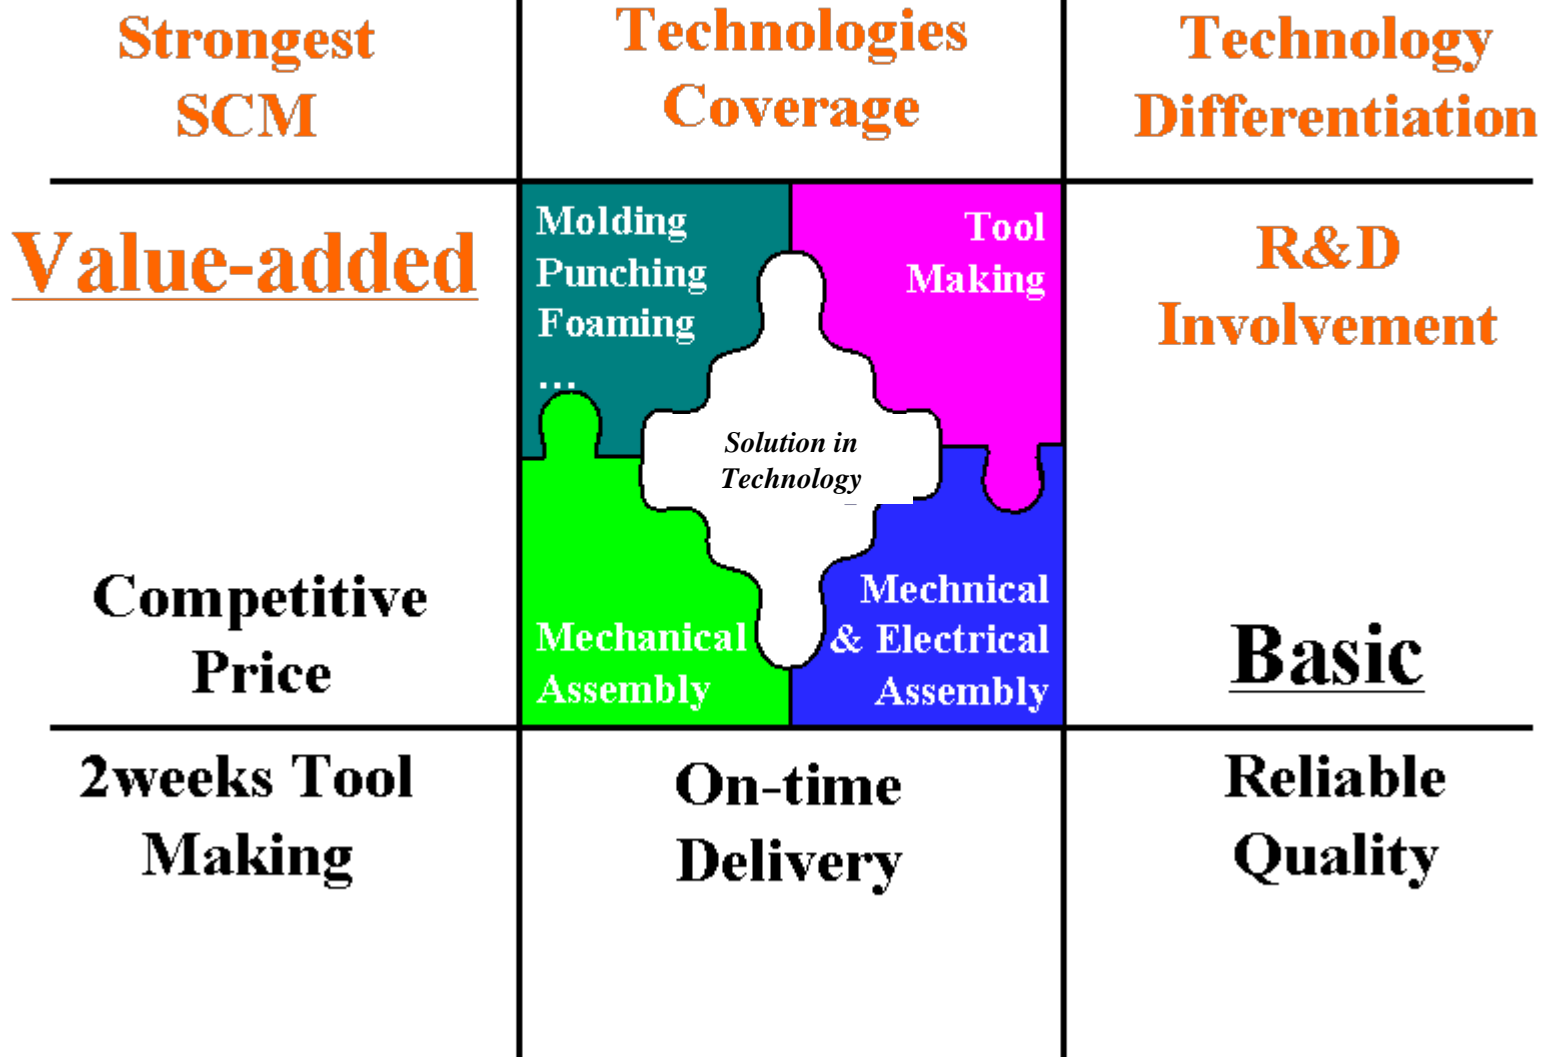 Strongest
SCM
Technologies
Coverage
Technology
Differentiation
Value-added
Competitive
Price
Molding
Punching
Foaming
...
Tool
Making
Solution in
Technology
Mechanical
Assembly
Mechnical
& Electrical
Assembly
R&D
Involvement
Basic
2weeks Tool
Making
On-time
Delivery
Reliable
Quality